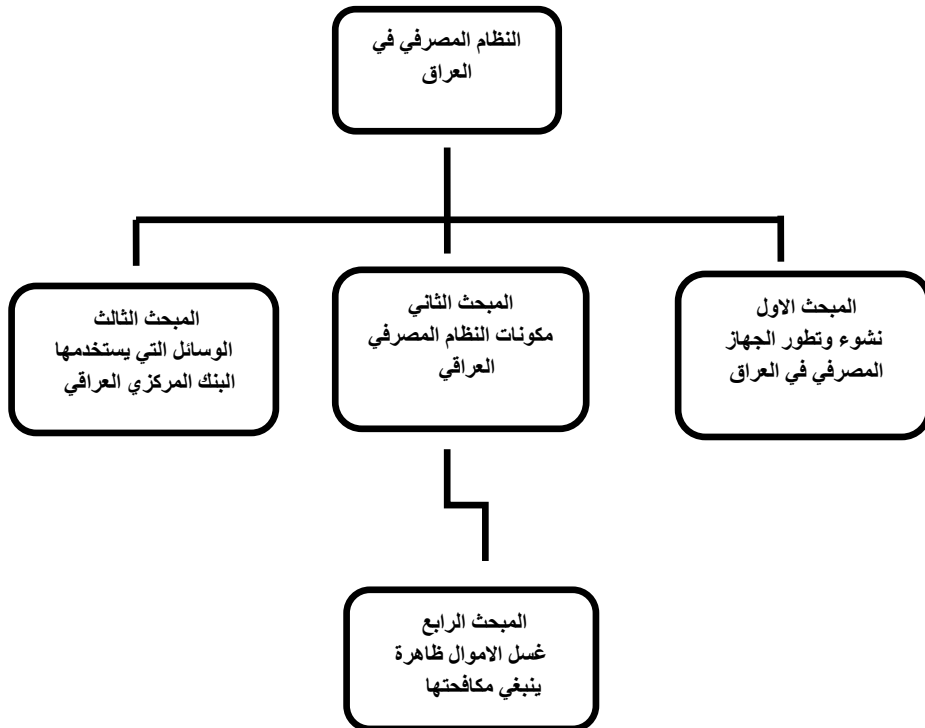 النظام المصرفي في
العراق
المبحث الاول
نشوء وتطور الجهاز
المصرفي في العراق
المبحث الثاني
مكونات النظام المصرفي
العراقي
المبحث الثالث
الوسائل التي يستخدمها
البنك المركزي العراقي
المبحث الرابع
غسل الاموال ظاهرة
ينبغي مكافحتها